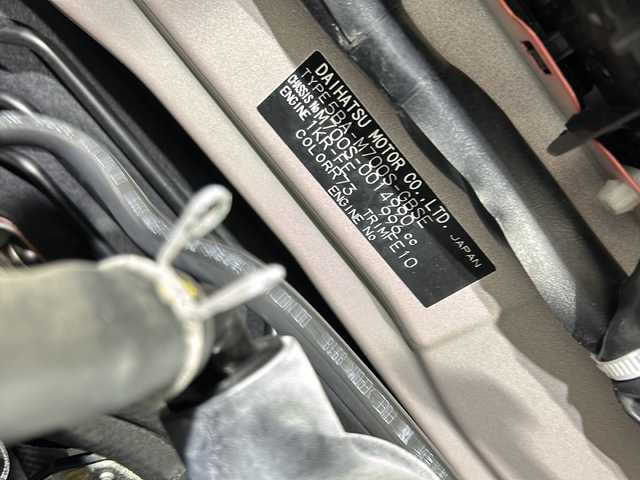 DAIHATSU MOTOR CO.,LTD. JAPAN
TYPE 5BA-M700S-GBSE
CHASSIS No M700S-0014880
ENGINE 1KR-FE 996cc
COLOR RT3 TRIM FE10
ENGINE No